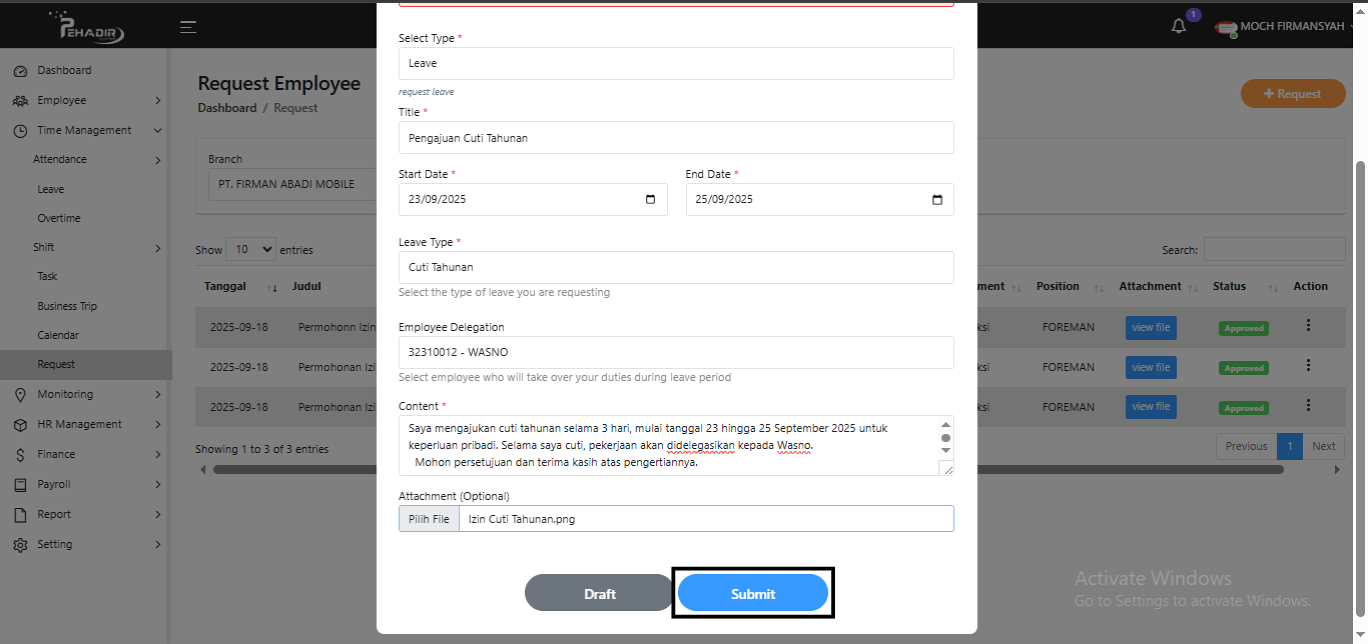 PEHADIR
1
MOCH FIRMANSYAH
Dashboard
Employee
Time Management
Attendance
Leave
Overtime
Shift
Task
Business Trip
Calendar
Request
Monitoring
HR Management
Finance
Payroll
Report
Setting
Request Employee
Dashboard / Request
+ Request
Branch
PT. FIRMAN ABADI MOBILE
Show 10 entries
Search:
Tanggal Judul ment Position Attachment Status Action
2025-09-18 Permohonn Izin ksi FOREMAN view file Approved
2025-09-18 Permohonan Izi ksi FOREMAN view file Approved
2025-09-18 Permohonan Izi ksi FOREMAN view file Approved
Showing 1 to 3 of 3 entries
Previous 1 Next
Select Type *
Leave
request leave
Title *
Pengajuan Cuti Tahunan
Start Date * End Date *
23/09/2025 25/09/2025
Leave Type *
Cuti Tahunan
Select the type of leave you are requesting
Employee Delegation
32310012 - WASNO
Select employee who will take over your duties during leave period
Content *
Saya mengajukan cuti tahunan selama 3 hari, mulai tanggal 23 hingga 25 September 2025 untuk
keperluan pribadi. Selama saya cuti, pekerjaan akan didelegasikan kepada Wasno.
Mohon persetujuan dan terima kasih atas pengertiannya.
Attachment (Optional)
Pilih File Izin Cuti Tahunan.png
Draft Submit
Activate Windows
Go to Settings to activate Windows.